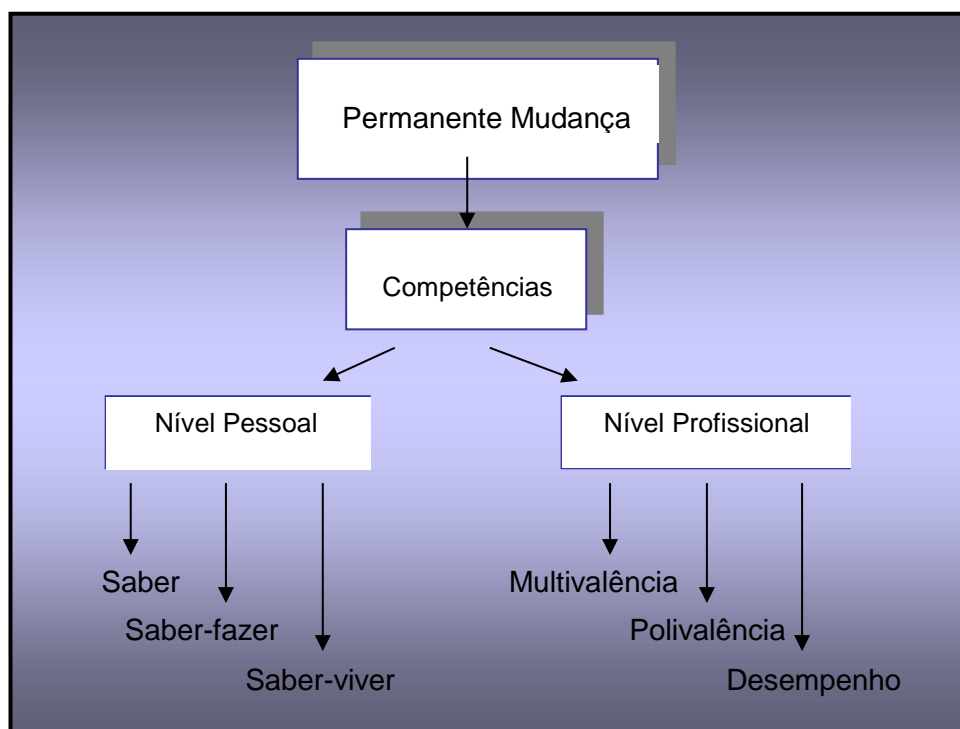 Permanente Mudança
Competências
Nível Pessoal
Nível Profissional
Saber
Multivalência
Saber-fazer
Polivalência
Saber-viver
Desempenho